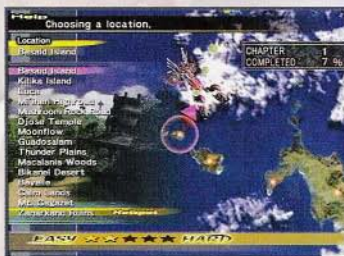 Help
Choosing a location.
Location
Besaid Island
CHAPTER 1
COMPLETED 7 %
Besaid Island
Kilika Island
Luca
Mi'ihen Highroad
Mushroom Rock Road
Djose Temple
Moonflow
Guadosalam
Thunder Plains
Macalania Woods
Bikanel Desert
Bevelle
Calm Lands
Mt. Gagazet
Zanarkand Ruins
Hotspot
EASY ★★★★★ HARD